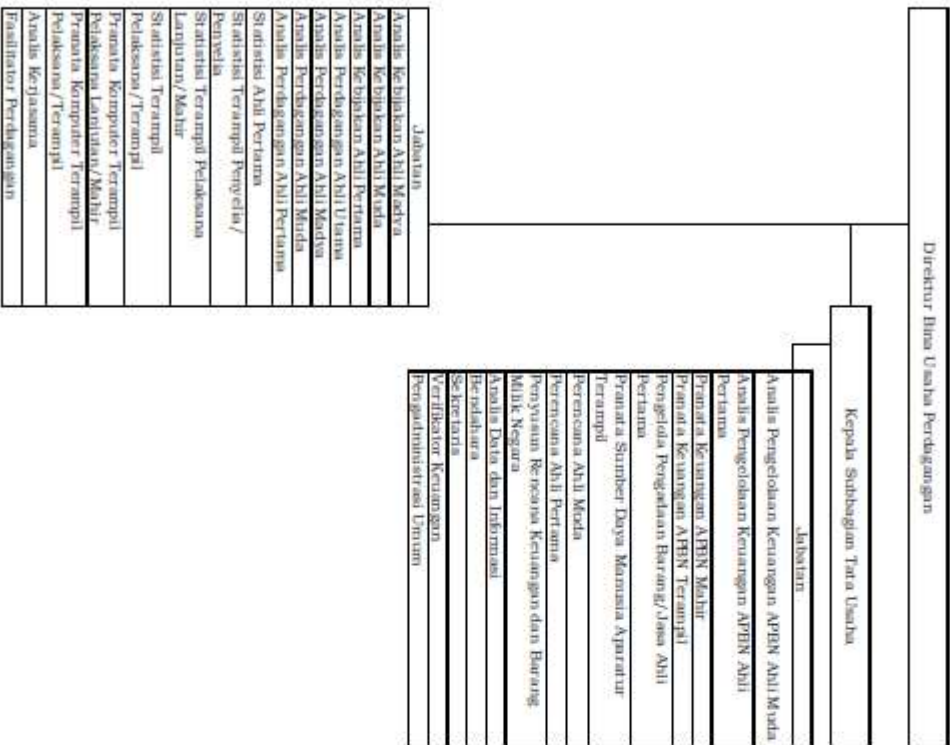 Direktur Bina Usaha Perdagangan
Kepala Subbagian Tata Usaha
Jabatan
Analis Pengelolaan Keuangan APBN Ahli Muda
Analis Pengelolaan Keuangan APBN Ahli
Pertama
Pranata Keuangan APBN Mahir
Pranata Keuangan APBN Terampil
Pengelola Pengadaan Barang/Jasa Ahli
Pertama
Pranata Sumber Daya Manusia Aparatur
Terampil
Perencana Ahli Muda
Perencana Ahli Pertama
Penyusun Rencana Keuangan dan Barang
Milik Negara
Analis Data dan Informasi
Bendahara
Sekretaris
Verifikator Keuangan
Pengadministrasi Umum
Jabatan
Analis Kebijakan Ahli Madya
Analis Kebijakan Ahli Muda
Analis Kebijakan Ahli Pertama
Analis Perdagangan Ahli Utama
Analis Perdagangan Ahli Madya
Analis Perdagangan Ahli Muda
Analis Perdagangan Ahli Pertama
Statistisi Ahli Pertama
Statistisi Terampil Penyelia/
Penyelia
Statistisi Terampil Pelaksana
Lanjutan/Mahir
Statistisi Terampil
Pelaksana/Terampil
Pranata Komputer Terampil
Pelaksana Lanjutan/Mahir
Pranata Komputer Terampil
Pelaksana/Terampil
Analis Kerjasama
Fasilitator Perdagangan